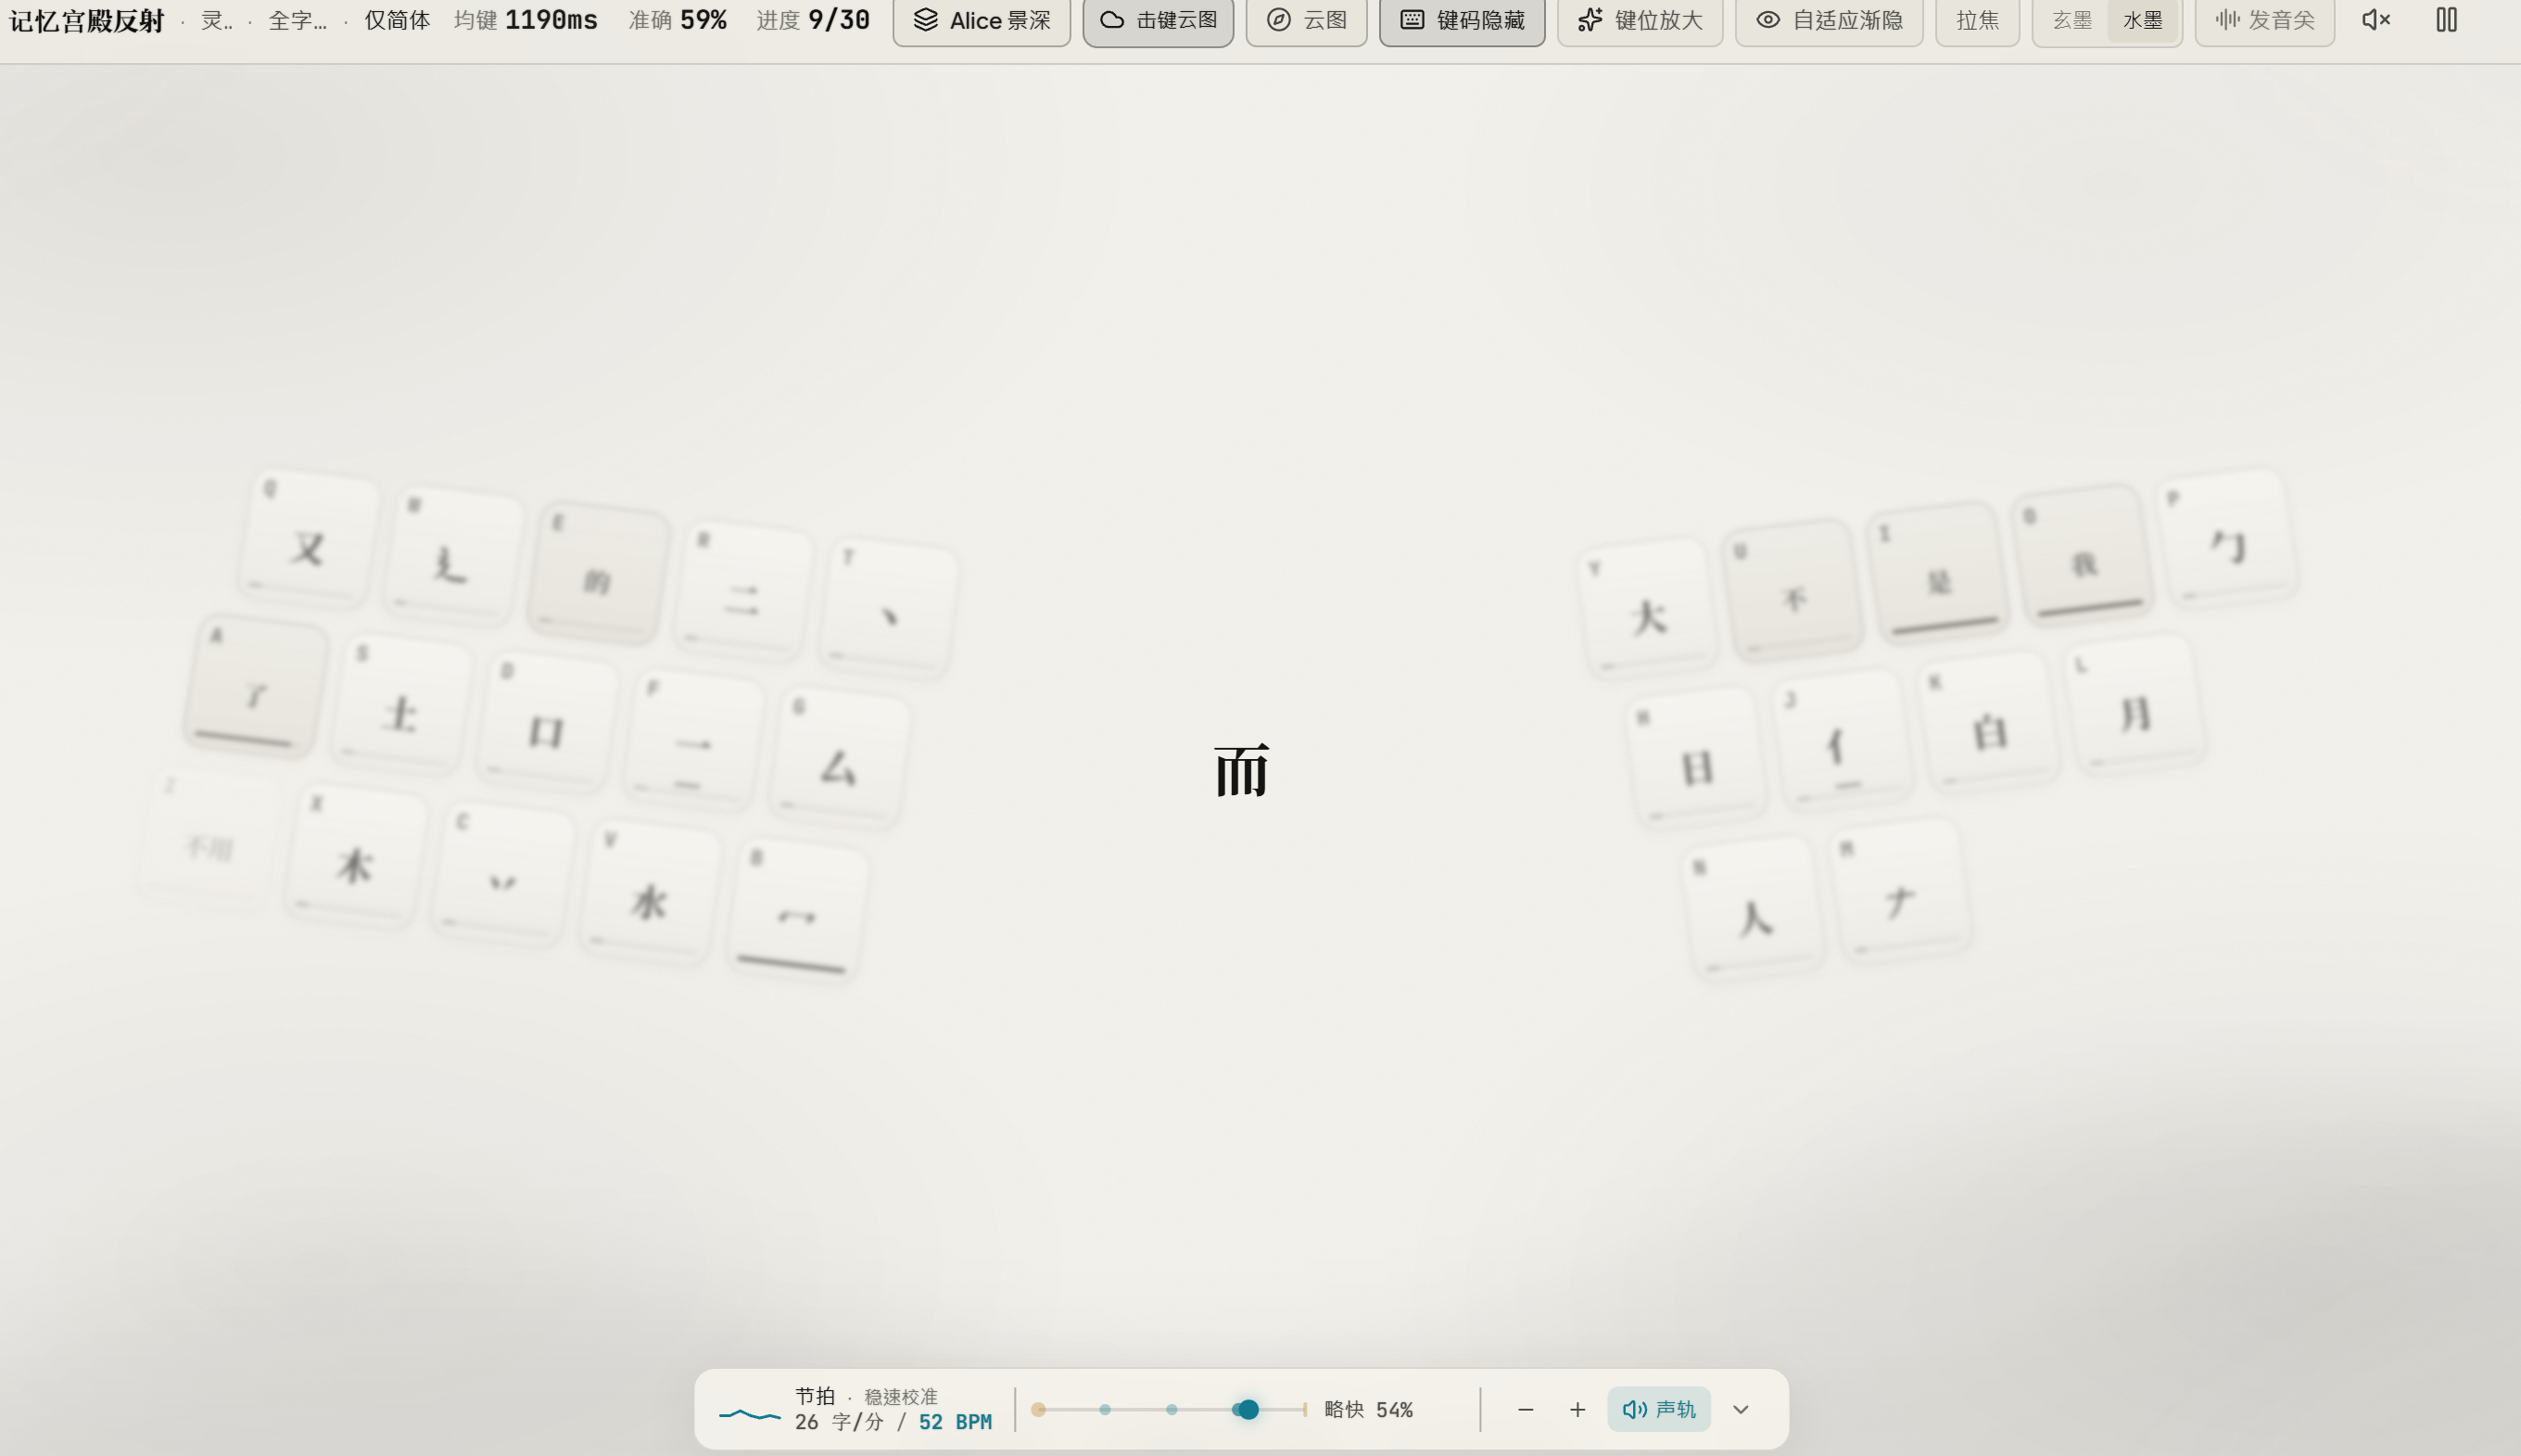 记忆宫殿反射 · 灵.. · 全字... · 仅简体 均键 1190ms 准确 59% 进度 9/30 Alice 景深 击键云图 云图 键码隐藏 键位放大 自适应渐隐 拉焦 玄墨 水墨 发音尖
Q 又 W 辶 E 的 R 二 T 丶
Y 大 U 不 I 是 O 我 P 勹
A 了 S 土 D 口 F 一 G 厶
而
H 日 J 亻 K 白 L 月
Z 不用 X 木 C 丷 V 水 B 冖
N 人 M 𠂇
节拍 · 稳速校准
26 字/分 / 52 BPM 略快 54% − + 声轨